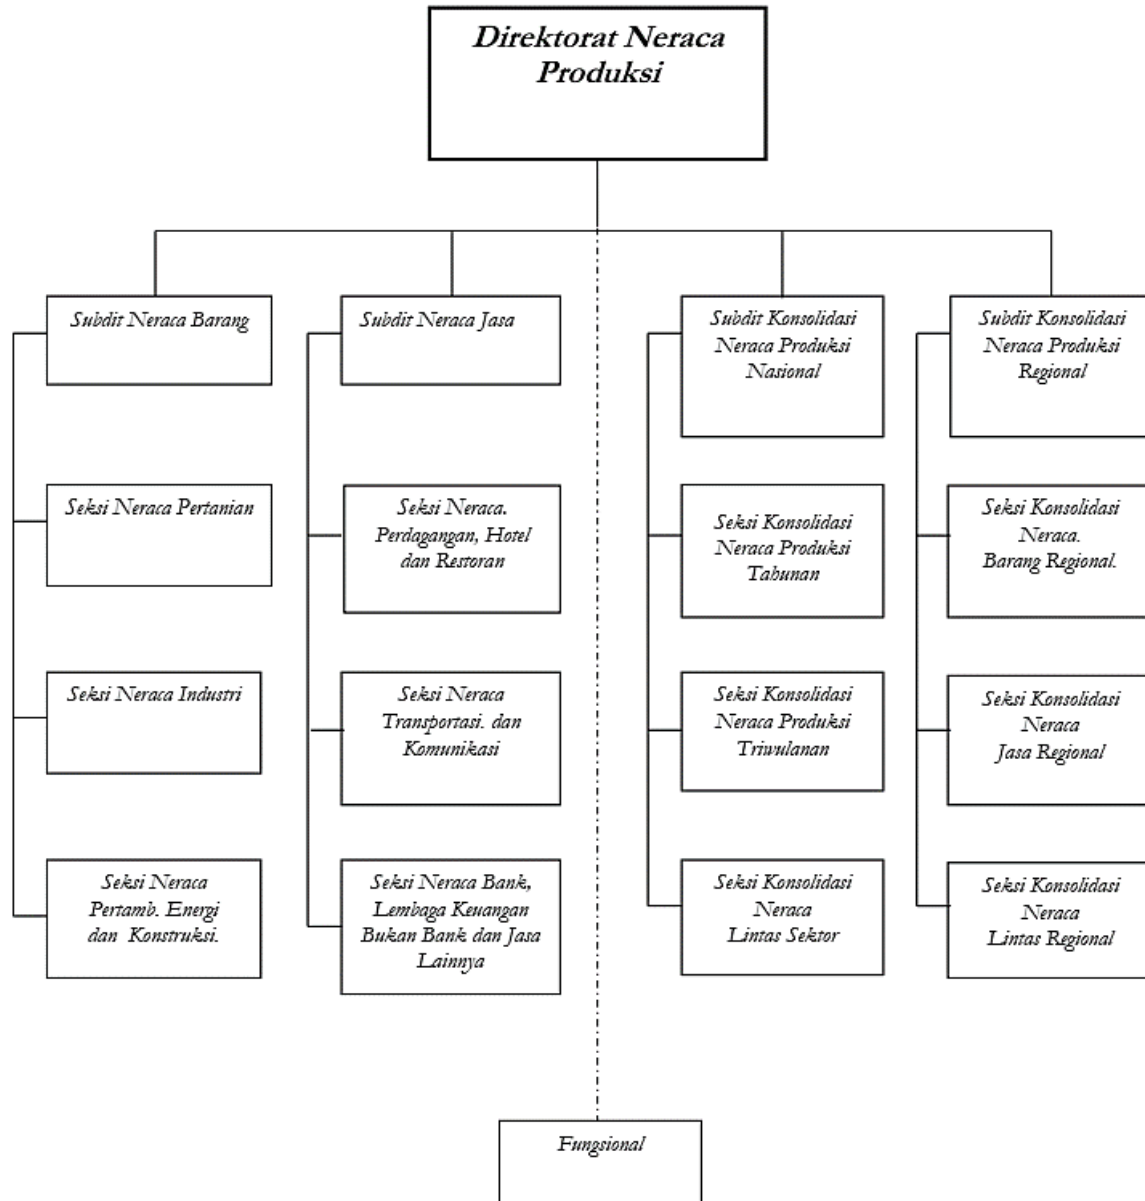 Direktorat Neraca
Produksi
Subdit Neraca Barang
Subdit Neraca Jasa
Subdit Konsolidasi
Neraca Produksi
Nasional
Subdit Konsolidasi
Neraca Produksi
Regional
Seksi Neraca Pertanian
Seksi Neraca.
Perdagangan, Hotel
dan Restoran
Seksi Konsolidasi
Neraca Produksi
Tahunan
Seksi Konsolidasi
Neraca.
Barang Regional.
Seksi Neraca Industri
Seksi Neraca
Transportasi. dan
Komunikasi
Seksi Konsolidasi
Neraca Produksi
Triwulanan
Seksi Konsolidasi
Neraca
Jasa Regional
Seksi Neraca
Pertamb. Energi
dan Konstruksi.
Seksi Neraca Bank,
Lembaga Keuangan
Bukan Bank dan Jasa
Lainnya
Seksi Konsolidasi
Neraca
Lintas Sektor
Seksi Konsolidasi
Neraca
Lintas Regional
Fungsional